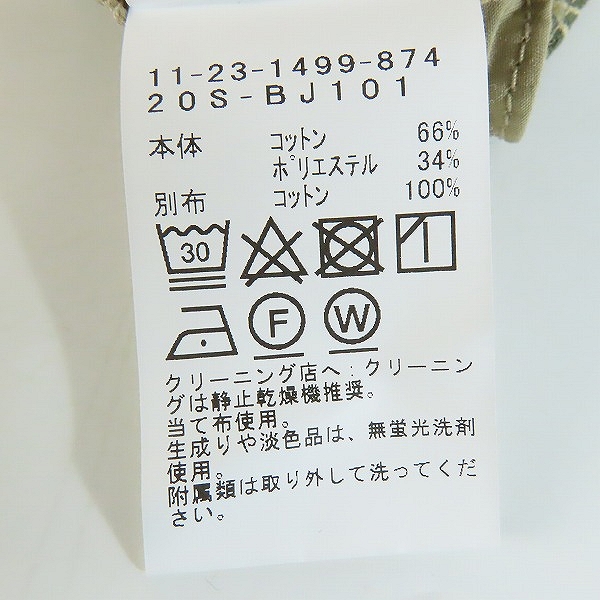 11-23-1499-874
20S-BJ101
本体 コットン 66%
ポリエステル 34%
別布 コットン 100%
30
F W
クリーニング店へ:クリーニン
グは静止乾燥機推奨。
当て布使用。
生成りや淡色品は、無蛍光洗剤
使用。
附属類は取り外して洗ってくだ
さい。